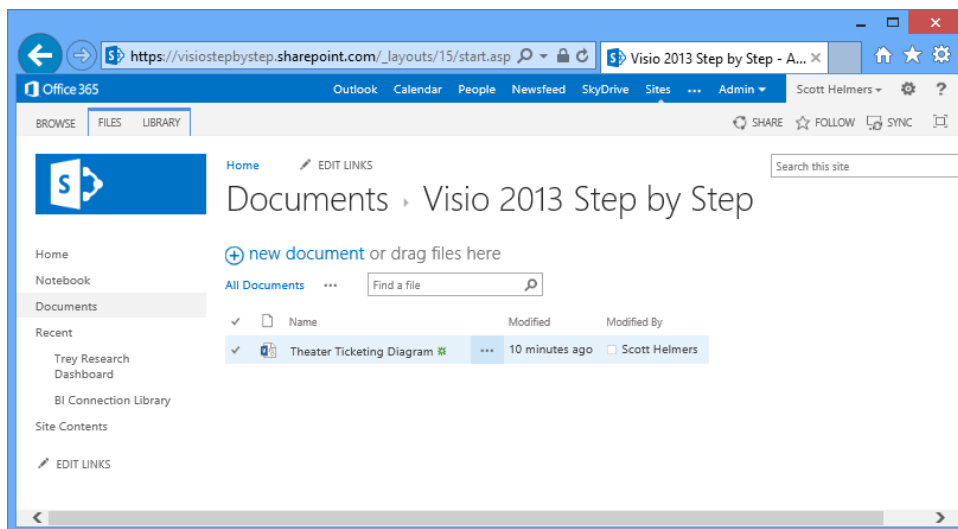 https://visiostepbystep.sharepoint.com/_layouts/15/start.asp
Visio 2013 Step by Step - A...
Office 365
Outlook Calendar People Newsfeed SkyDrive Sites ... Admin Scott Helmers ?
BROWSE FILES LIBRARY
SHARE FOLLOW SYNC
S
Home EDIT LINKS
Search this site
Documents Visio 2013 Step by Step
new document or drag files here
All Documents ... Find a file
Name Modified Modified By
Theater Ticketing Diagram ... 10 minutes ago Scott Helmers
Home
Notebook
Documents
Recent
Trey Research
Dashboard
BI Connection Library
Site Contents
EDIT LINKS